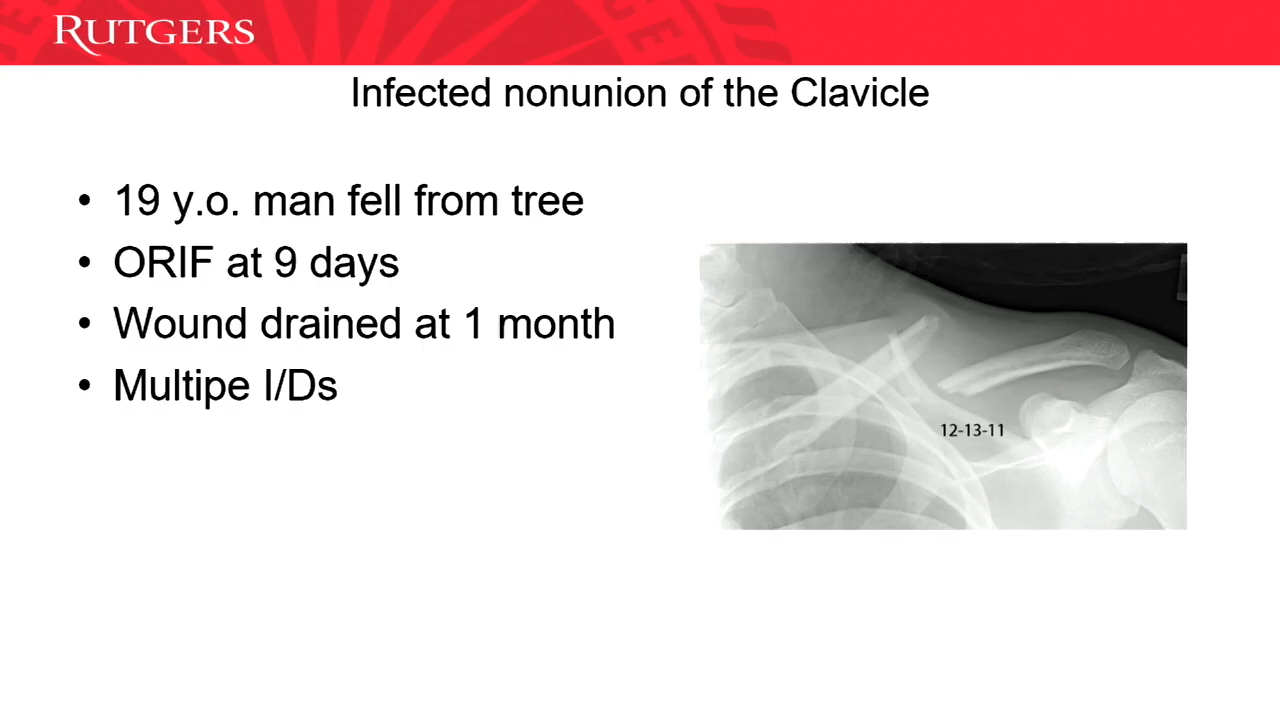 RUTGERS
Infected nonunion of the Clavicle
• 19 y.o. man fell from tree
• ORIF at 9 days
• Wound drained at 1 month
• Multipe I/Ds
12-13-11